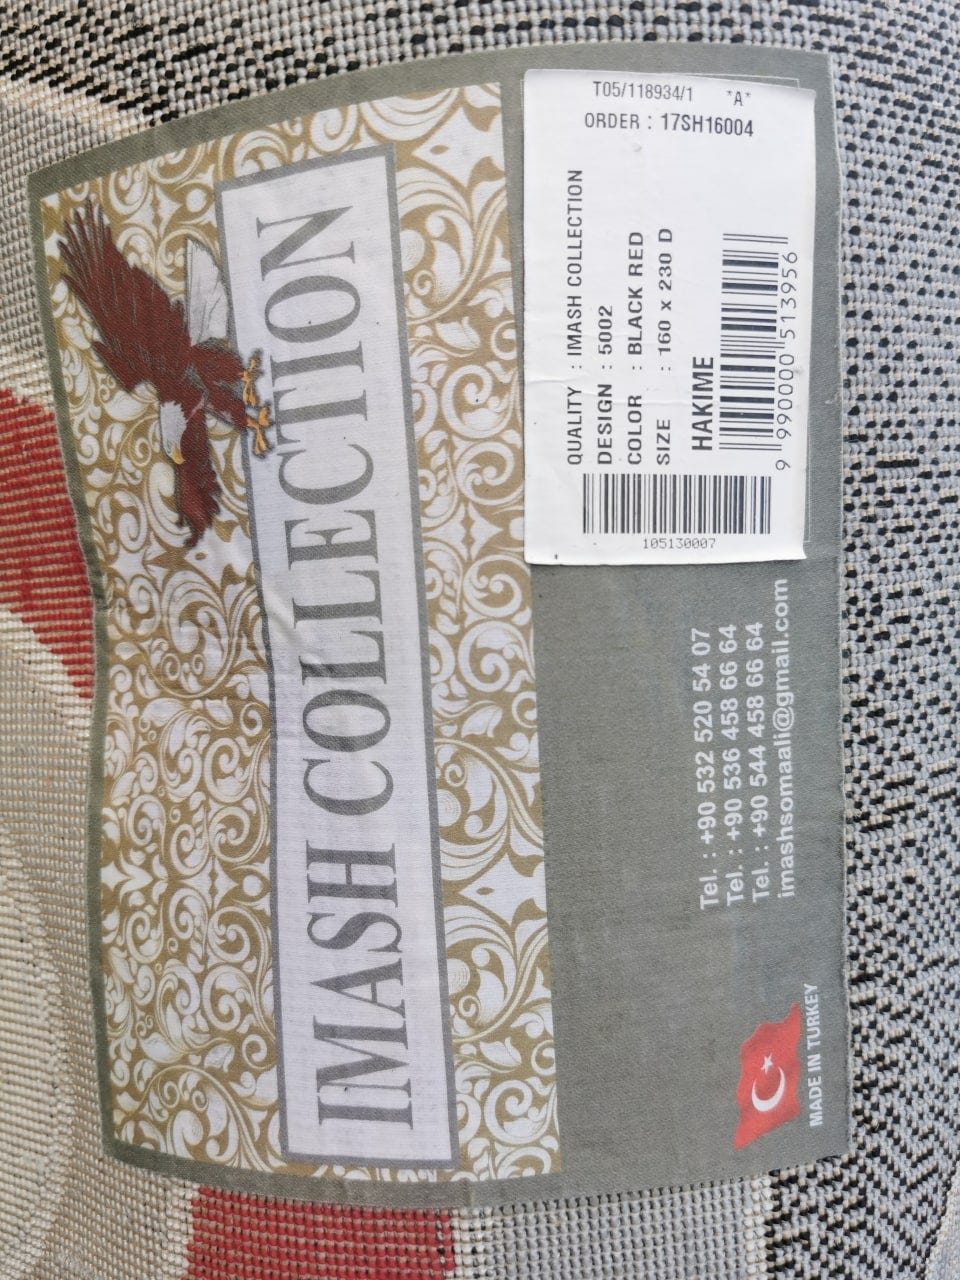 IMASH COLLECTION
T05/118934/1 *A*
ORDER : 17SH16004
QUALITY : IMASH COLLECTION
DESIGN : 5002
COLOR : BLACK RED
SIZE : 160 x 230 D
HAKIME
9 990000 513956
105130007
Tel. : +90 532 520 54 07
Tel. : +90 536 458 66 64
Tel. : +90 544 458 66 64
imashsomaali@gmail.com
MADE IN TURKEY